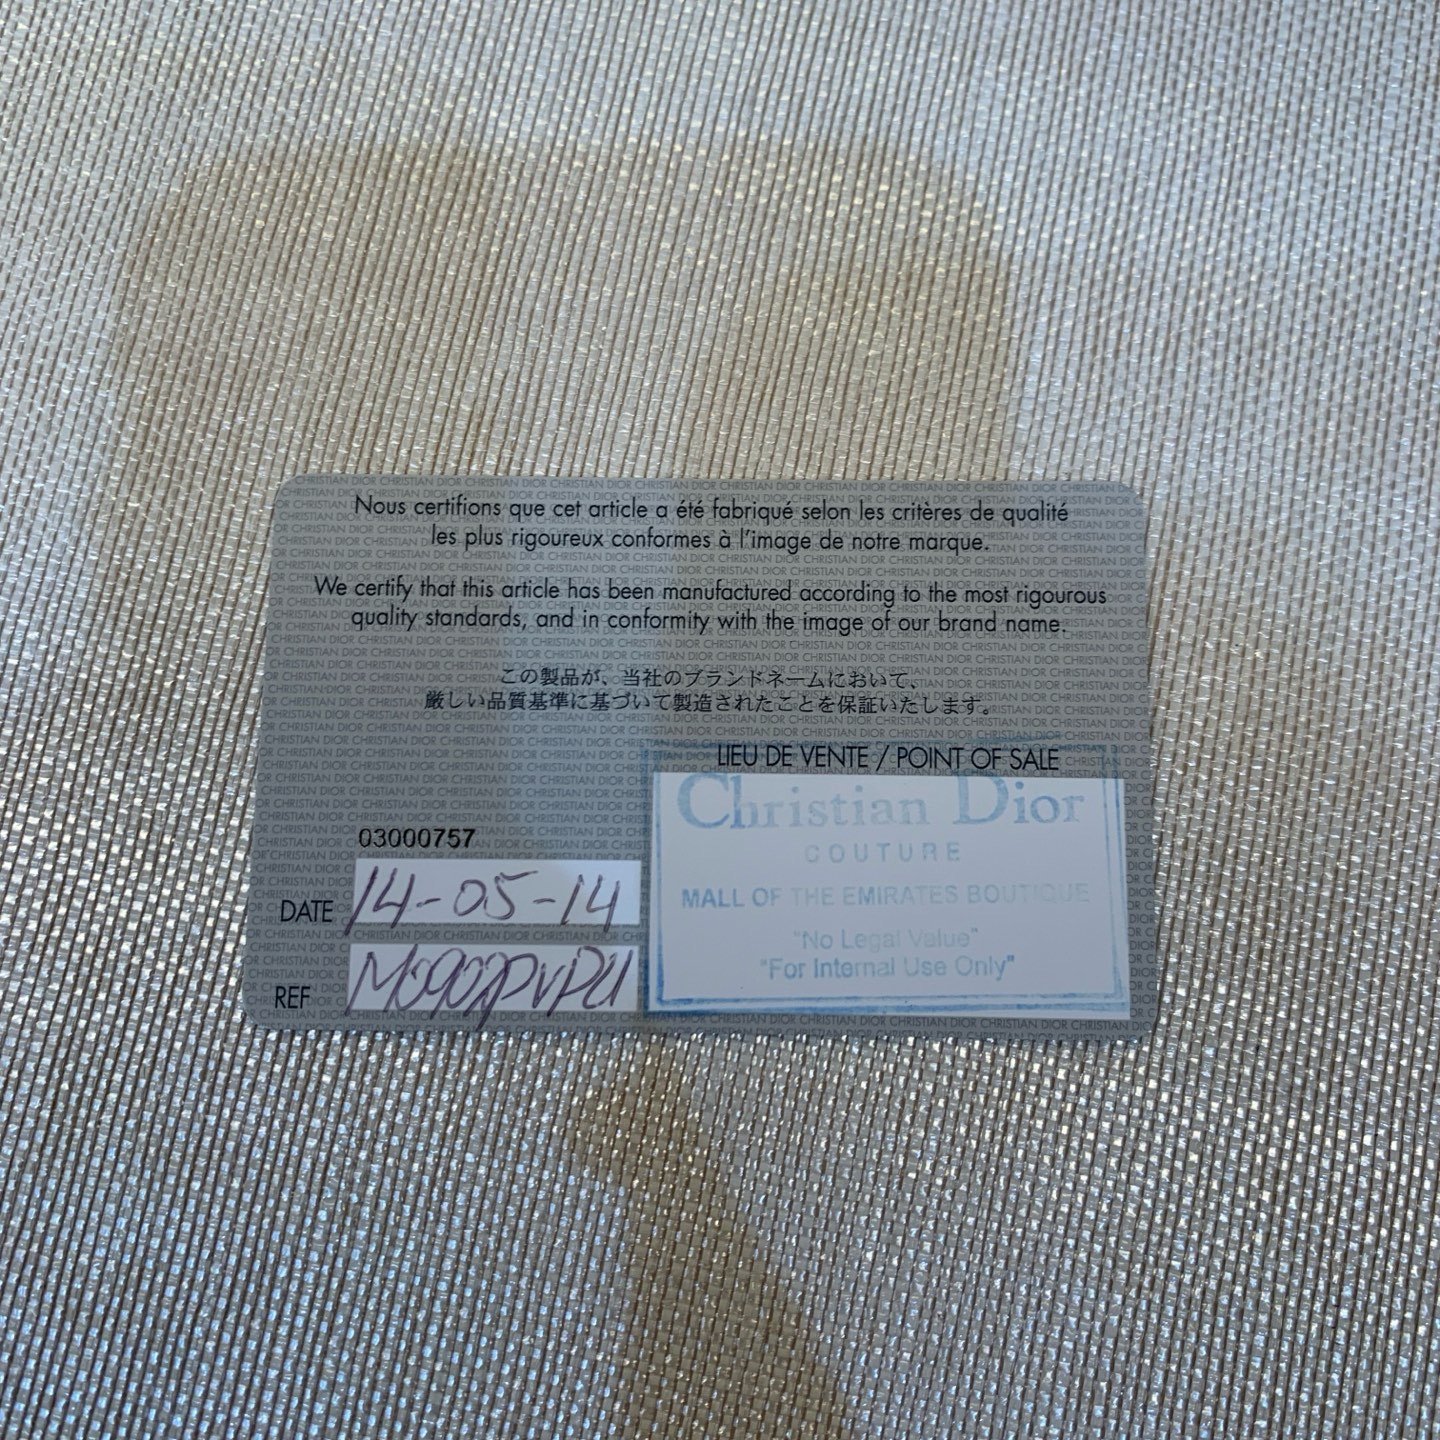 Nous certifions que cet article a été fabriqué selon les critères de qualité
les plus rigoureux conformes à l'image de notre marque.
We certify that this article has been manufactured according to the most rigourous
quality standards, and in conformity with the image of our brand name.
この製品が、当社のブランドネームにおいて、
厳しい品質基準に基づいて製造されたことを保証いたします。
LIEU DE VENTE / POINT OF SALE
Christian Dior
COUTURE
MALL OF THE EMIRATES BOUTIQUE
"No Legal Value"
"For Internal Use Only"
03000757
DATE 14-05-14
REF